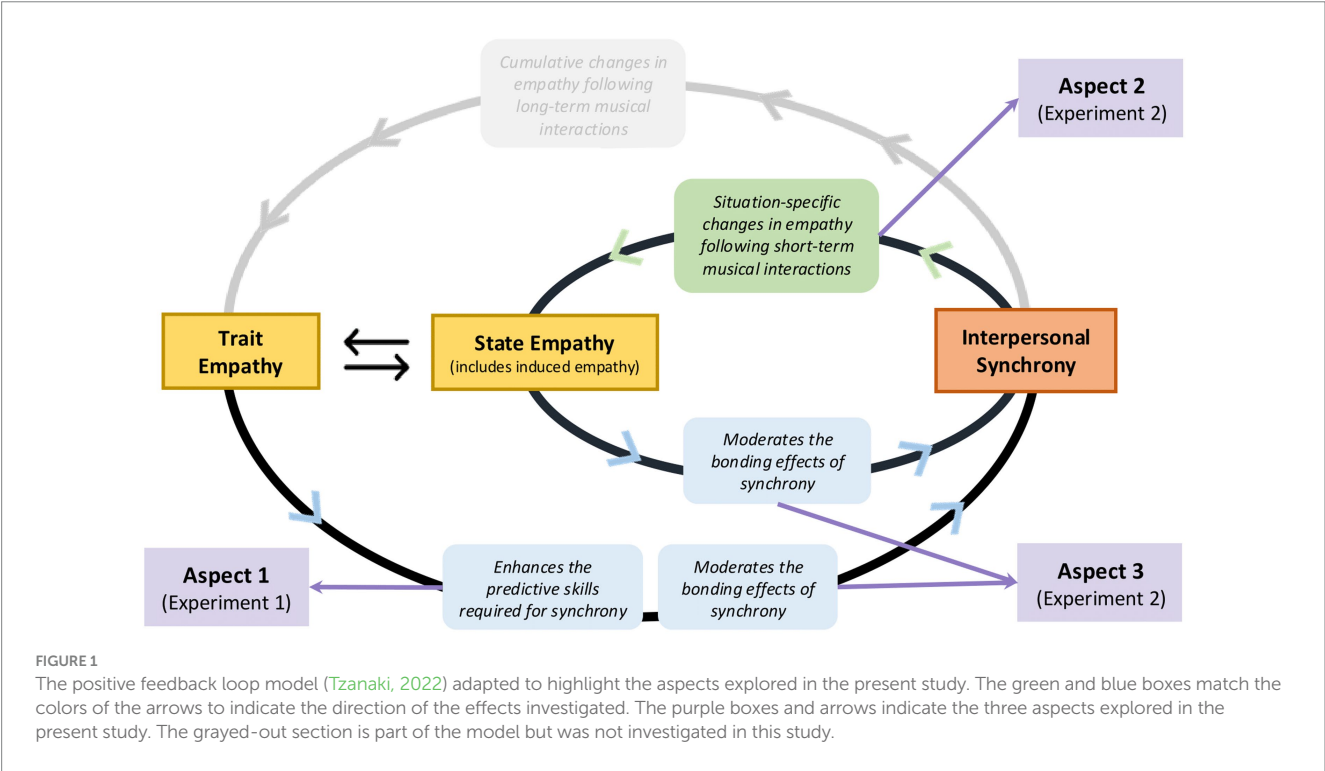 Cumulative changes in
empathy following
long-term musical
interactions
Aspect 2
(Experiment 2)
Situation-specific
changes in empathy
following short-term
musical interactions
Trait
Empathy
State Empathy
(includes induced empathy)
Interpersonal
Synchrony
Moderates the
bonding effects of
synchrony
Aspect 1
(Experiment 1)
Enhances the
predictive skills
required for synchrony
Moderates the
bonding effects of
synchrony
Aspect 3
(Experiment 2)
FIGURE 1
The positive feedback loop model (Tzanaki, 2022) adapted to highlight the aspects explored in the present study. The green and blue boxes match the
colors of the arrows to indicate the direction of the effects investigated. The purple boxes and arrows indicate the three aspects explored in the
present study. The grayed-out section is part of the model but was not investigated in this study.